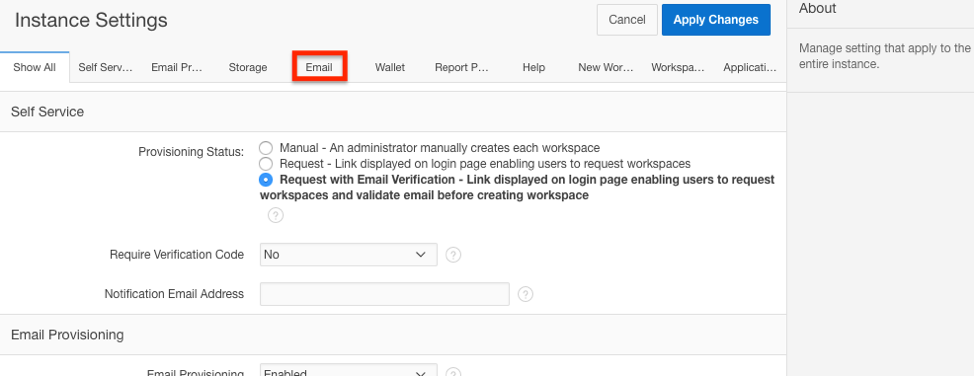 Instance Settings
Cancel
Apply Changes
About
Manage setting that apply to the
entire instance.
Show All
Self Serv...
Email Pr...
Storage
Email
Wallet
Report P...
Help
New Wor...
Workspa...
Applicati...
Self Service
Provisioning Status:
Manual - An administrator manually creates each workspace
Request - Link displayed on login page enabling users to request workspaces
Request with Email Verification - Link displayed on login page enabling users to request
workspaces and validate email before creating workspace
?
Require Verification Code
No
?
Notification Email Address
?
Email Provisioning
Email Provisioning
Enabled
?